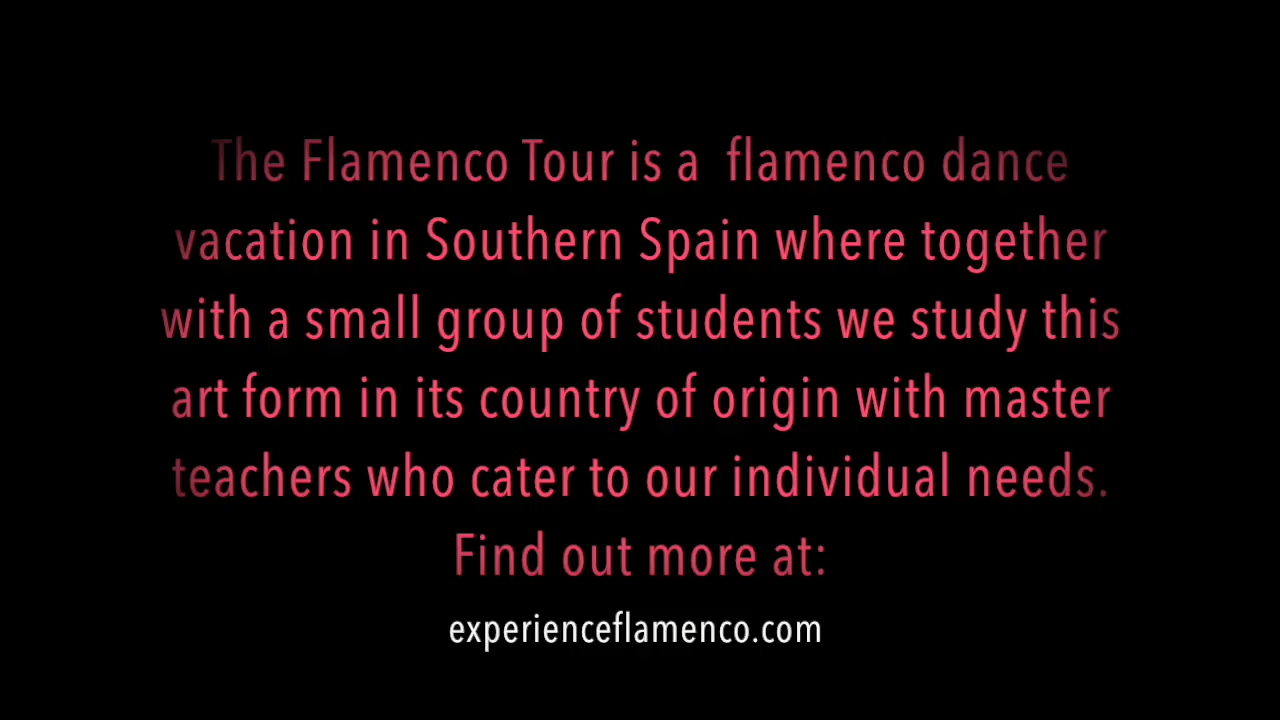 The Flamenco Tour is a  flamenco dance
vacation in Southern Spain where together
with a small group of students we study this
art form in its country of origin with master
teachers who cater to our individual needs.
Find out more at:
experienceflamenco.com